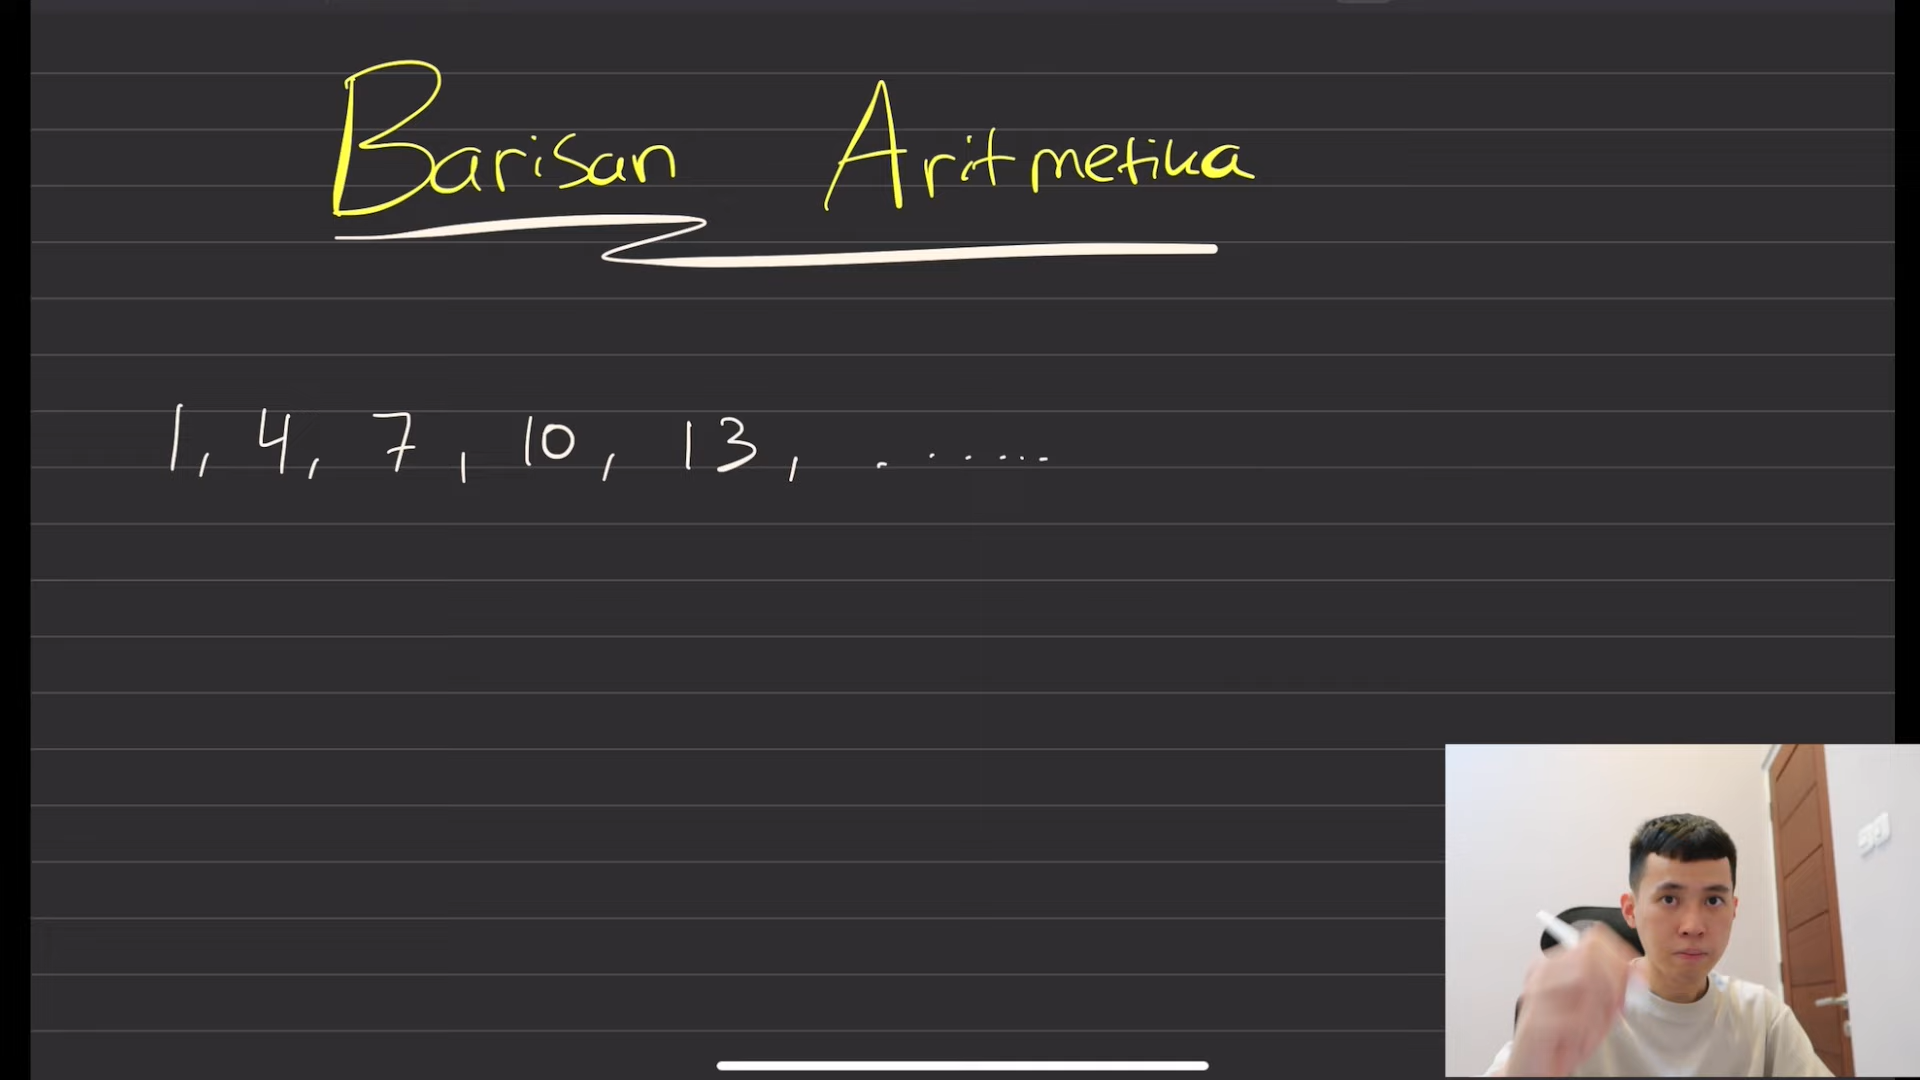 Barisan Aritmetika
1, 4, 7, 10, 13, .......